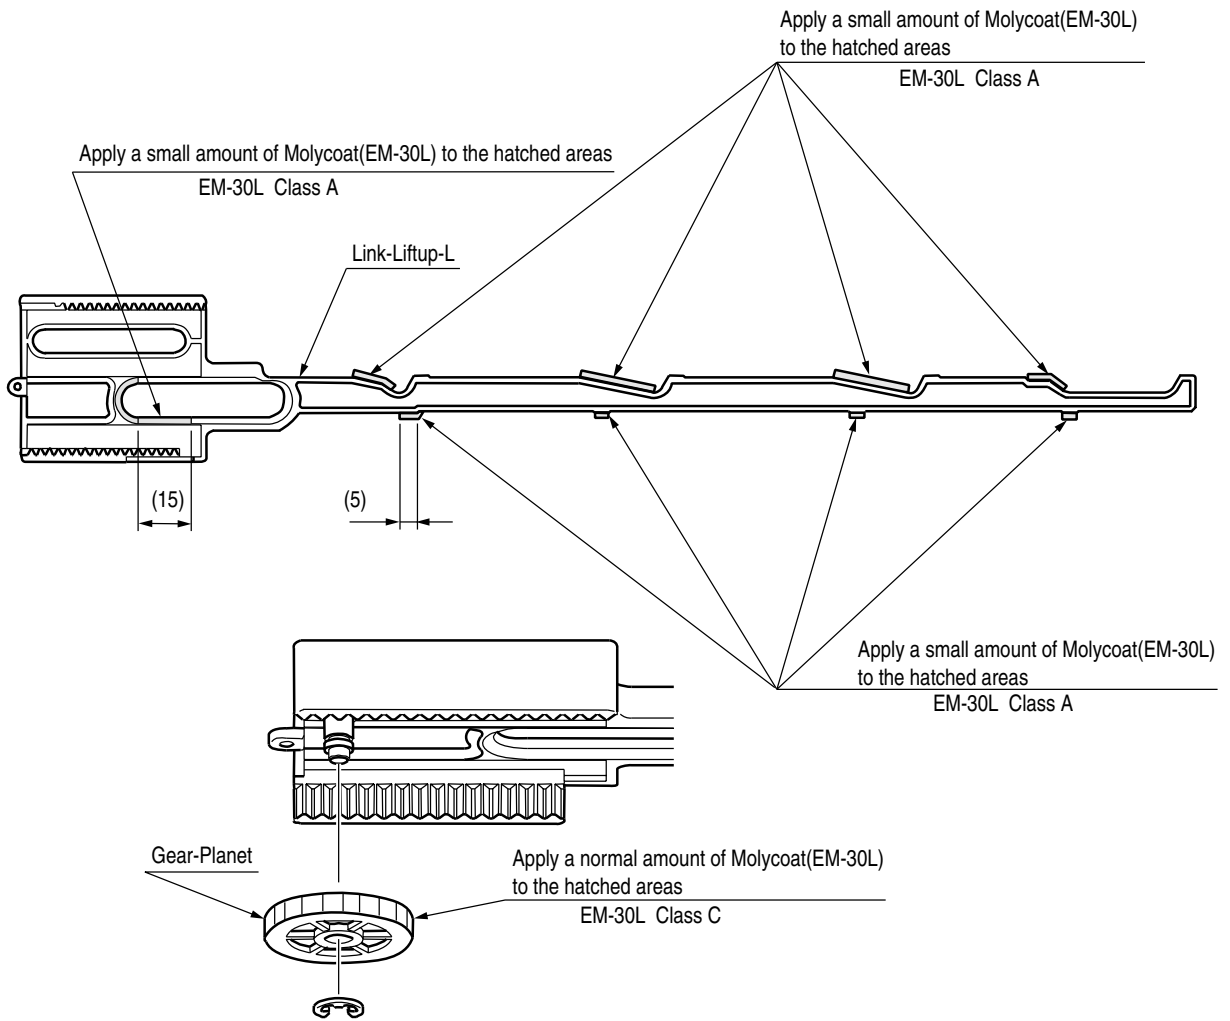 Apply a small amount of Molycoat(EM-30L)
to the hatched areas
EM-30L Class A
Apply a small amount of Molycoat(EM-30L) to the hatched areas
EM-30L Class A
Link-Liftup-L
(15)
(5)
Apply a small amount of Molycoat(EM-30L)
to the hatched areas
EM-30L Class A
Gear-Planet
Apply a normal amount of Molycoat(EM-30L)
to the hatched areas
EM-30L Class C